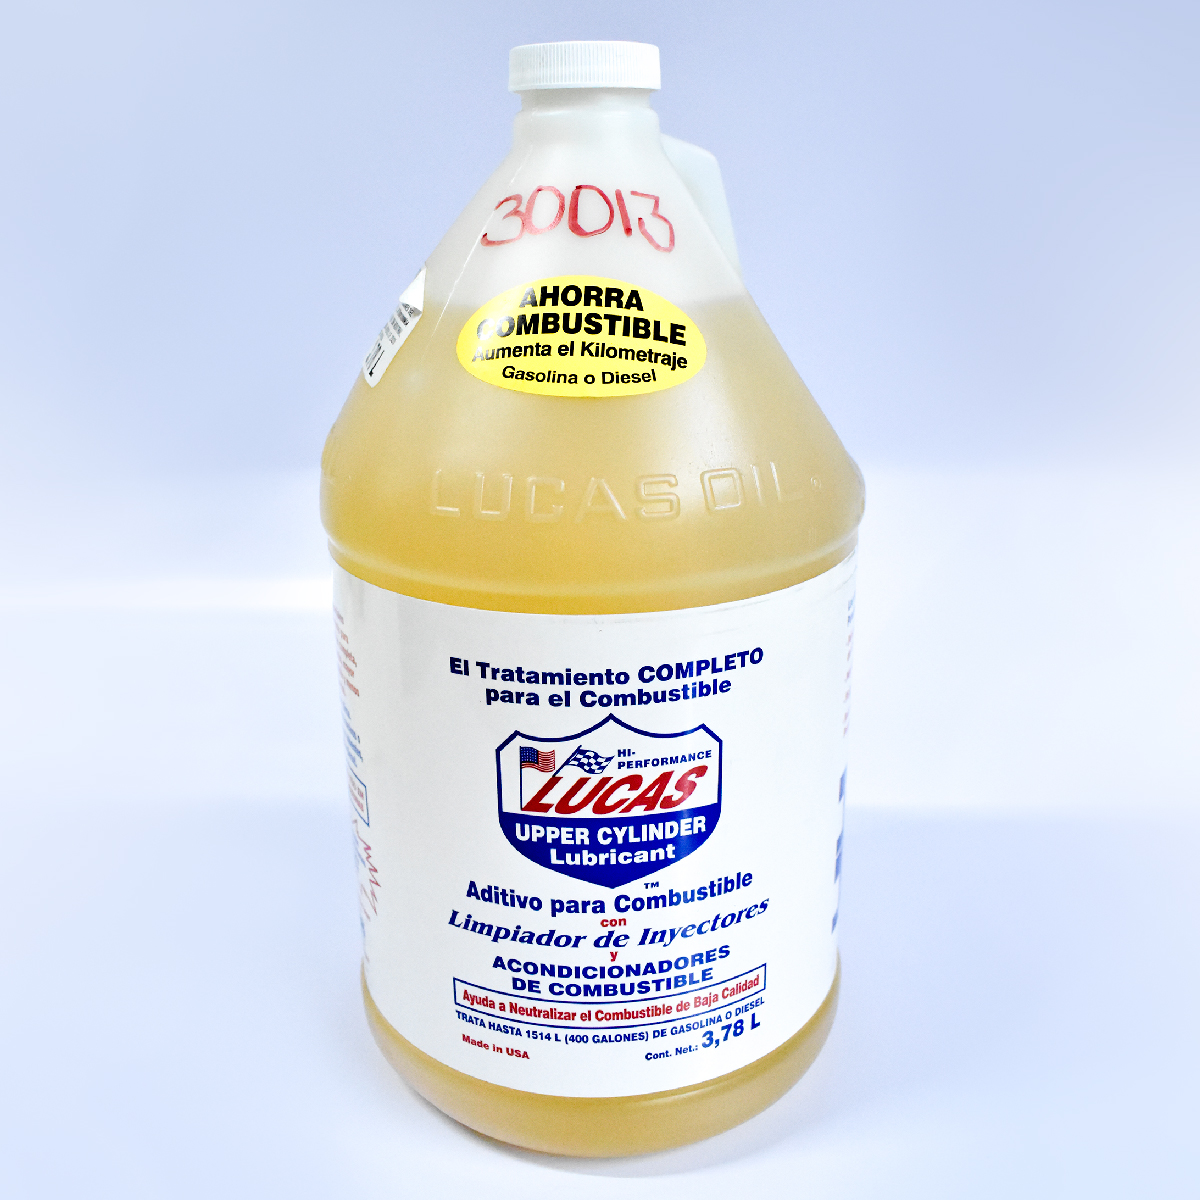 30013
AHORRA
COMBUSTIBLE
Aumenta el Kilometraje
Gasolina o Diesel
LUCAS OIL
El Tratamiento COMPLETO
para el Combustible
HI-
PERFORMANCE
LUCAS
UPPER CYLINDER
Lubricant
™
Aditivo para Combustible
con
Limpiador de Inyectores
y
ACONDICIONADORES
DE COMBUSTIBLE
Ayuda a Neutralizar el Combustible de Baja Calidad
TRATA HASTA 1514 L (400 GALONES) DE GASOLINA O DIESEL
Made in USA
Cont. Net.: 3,78 L